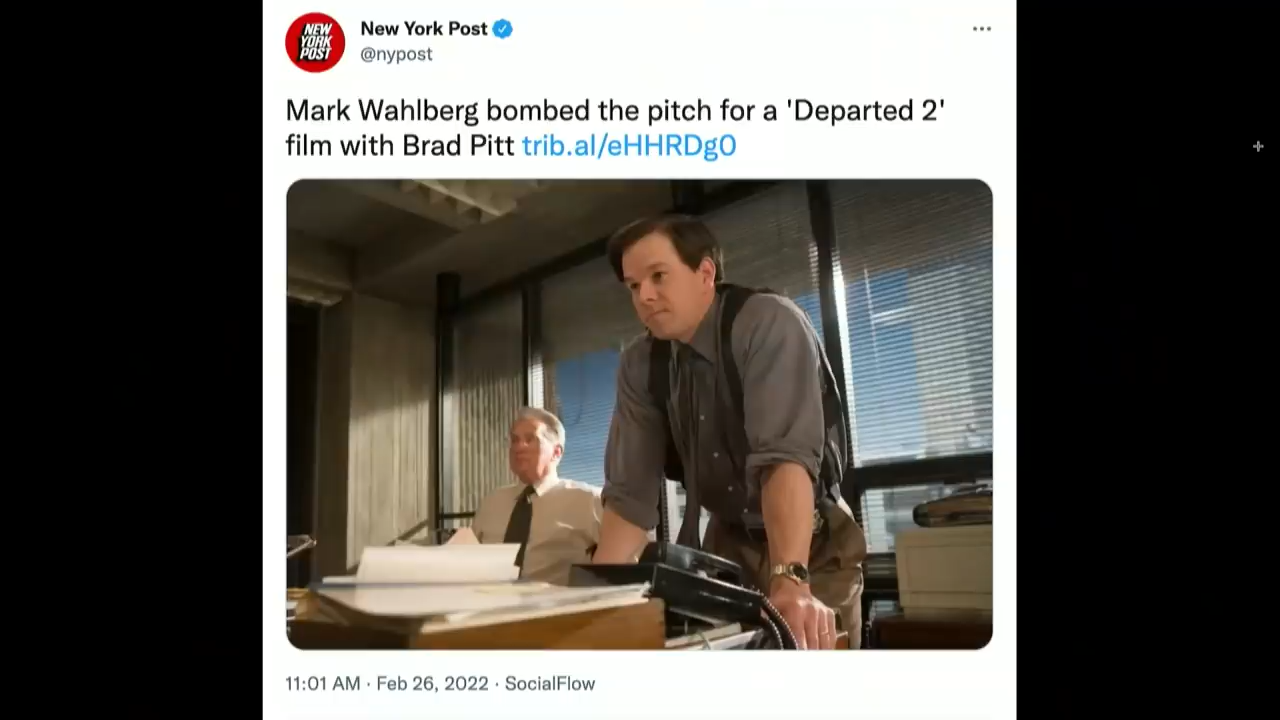 NEW
YORK
POST
New York Post
@nypost
Mark Wahlberg bombed the pitch for a 'Departed 2'
film with Brad Pitt trib.al/eHHRDg0
11:01 AM · Feb 26, 2022 · SocialFlow